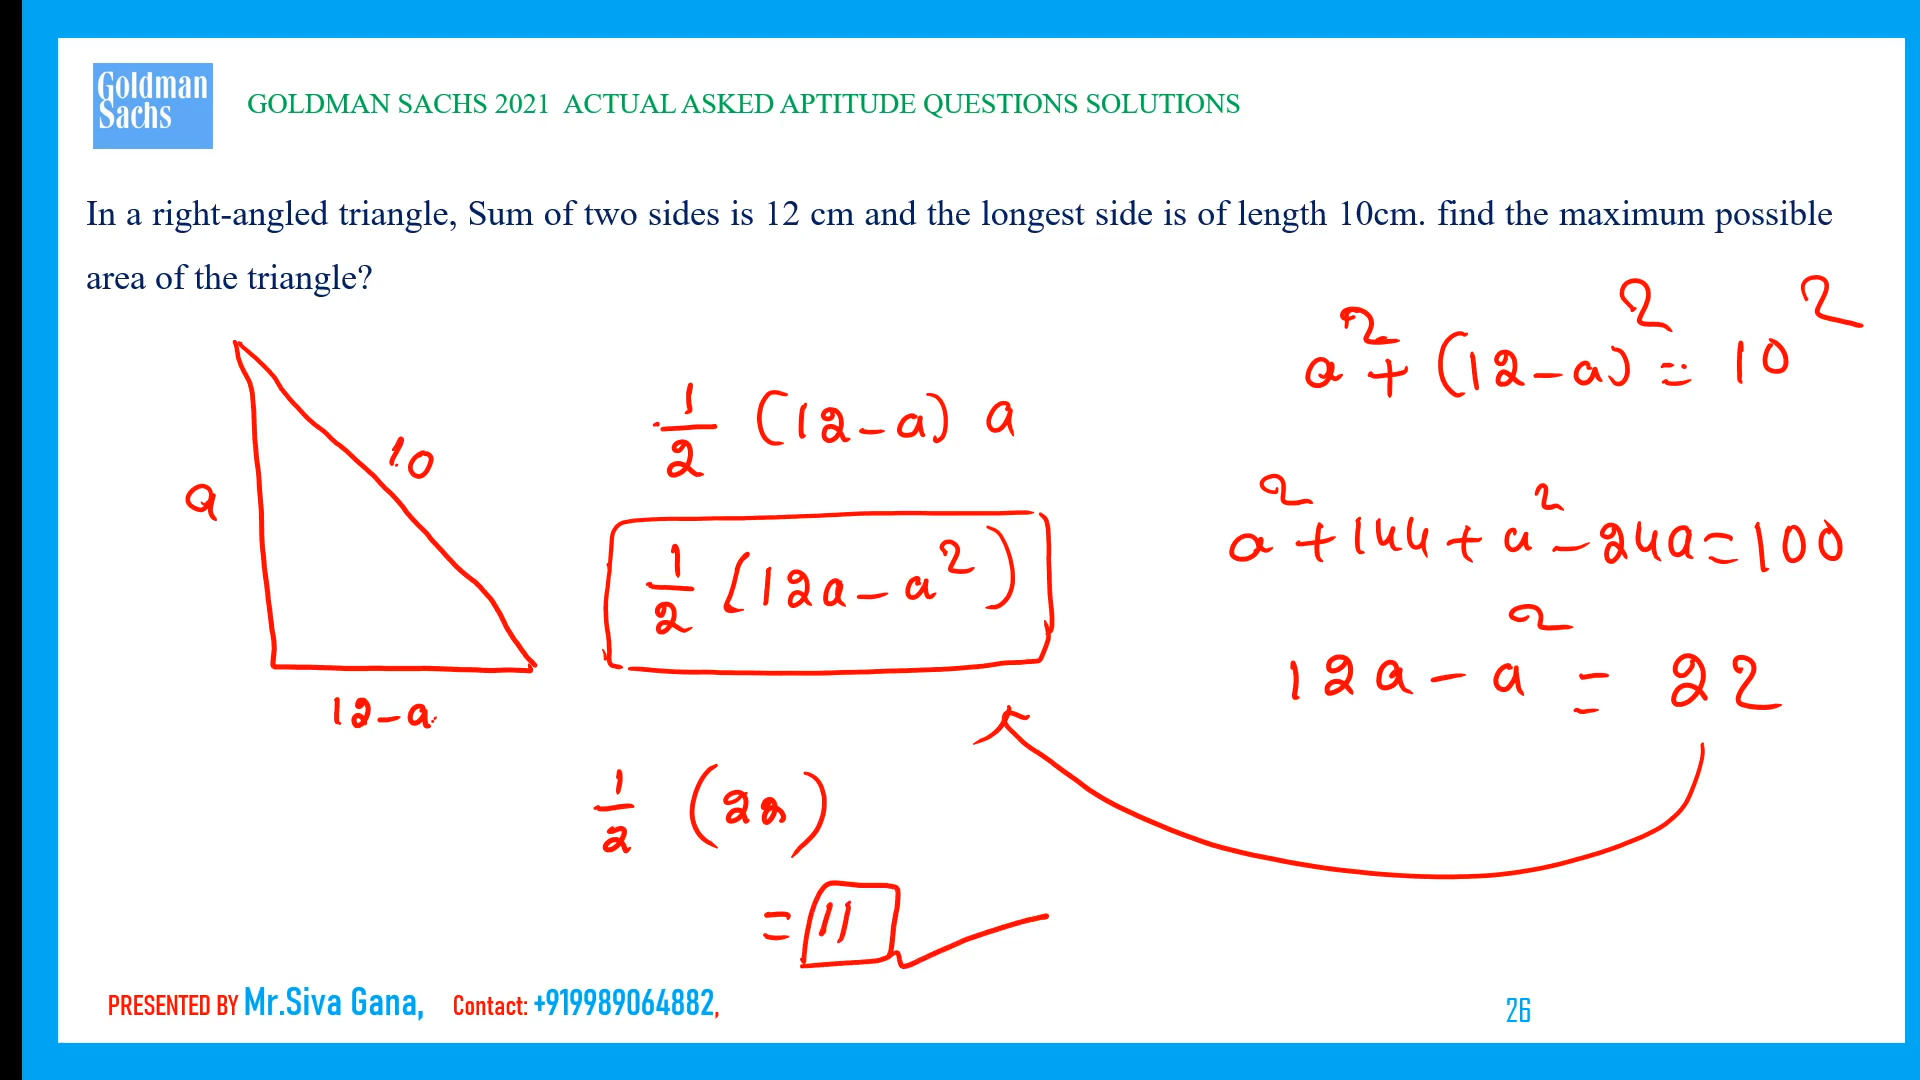 Goldman
Sachs
GOLDMAN SACHS 2021 ACTUAL ASKED APTITUDE QUESTIONS SOLUTIONS
In a right-angled triangle, Sum of two sides is 12 cm and the longest side is of length 10cm. find the maximum possible
area of the triangle?
a
10
12-a
1/2 (12-a) a
1/2 (12a-a²)
1/2 (22)
= 11
a² + (12-a)² = 10²
a² + 144 + a² - 24a = 100
12a - a² = 22
PRESENTED BY Mr.Siva Gana, Contact: +919989064882,
26